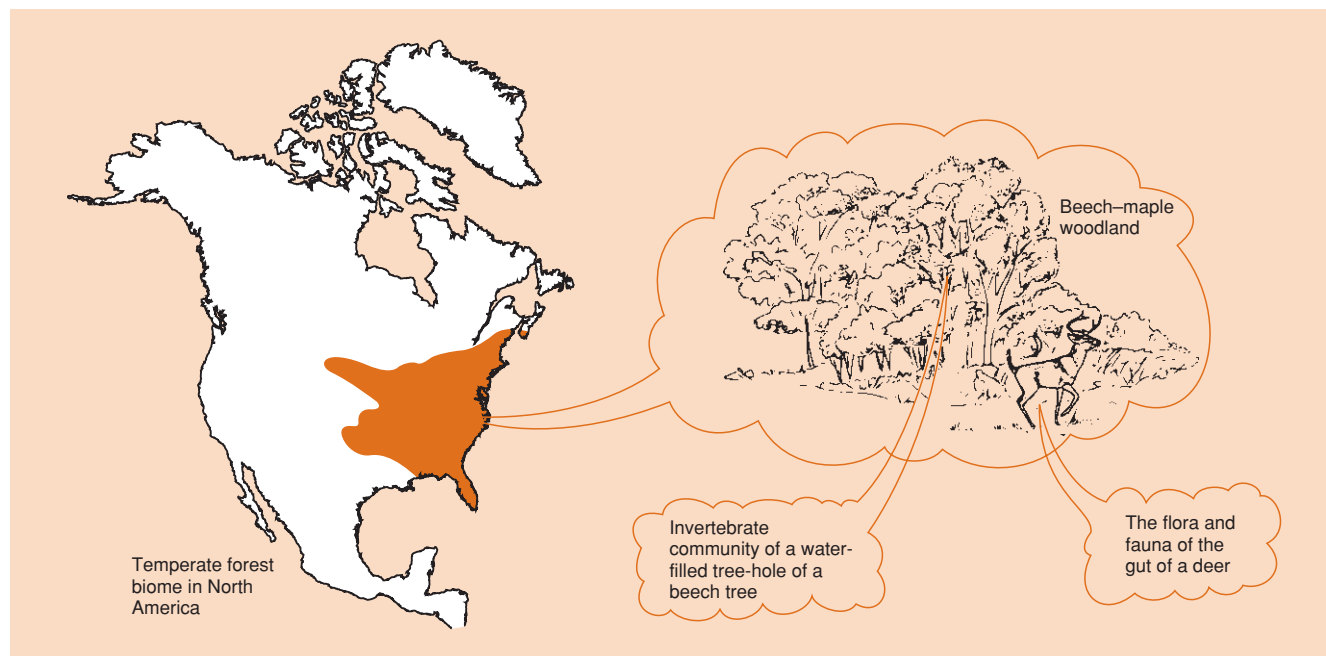 Beech–maple
woodland
Invertebrate
community of a water-
filled tree-hole of a
beech tree
The flora and
fauna of the
gut of a deer
Temperate forest
biome in North
America